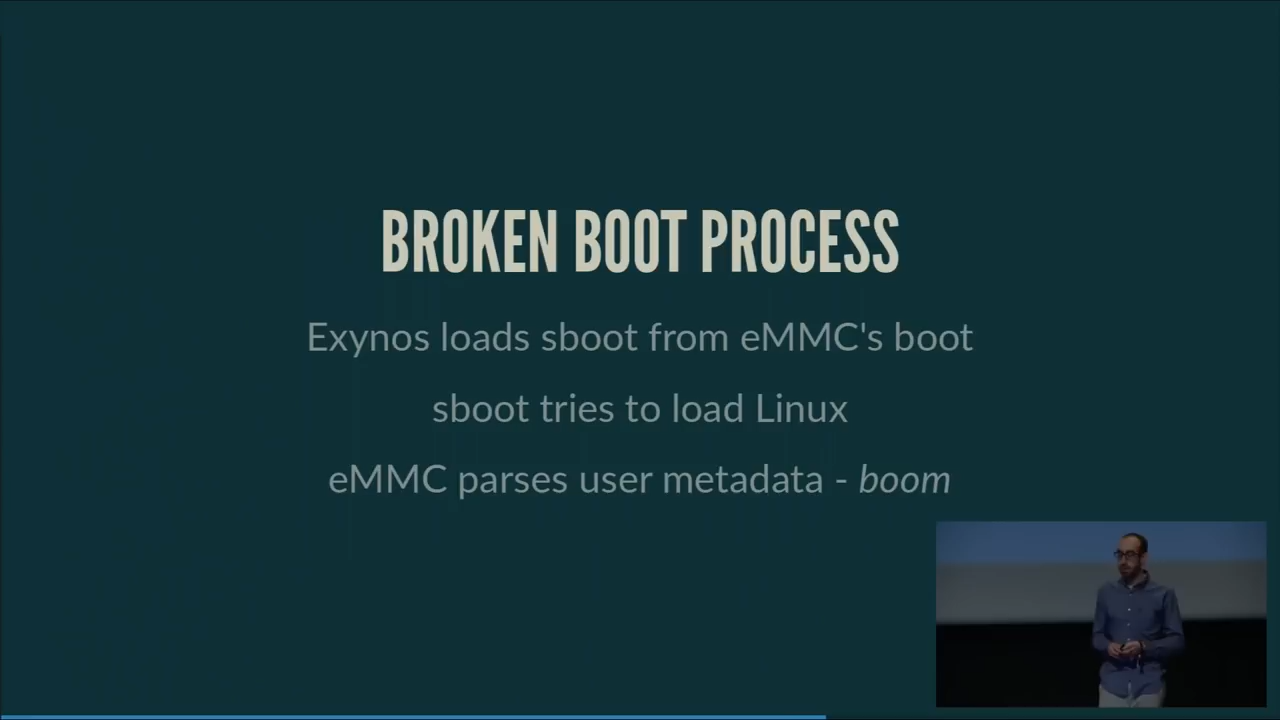 BROKEN BOOT PROCESS
Exynos loads sboot from eMMC's boot
sboot tries to load Linux
eMMC parses user metadata - boom